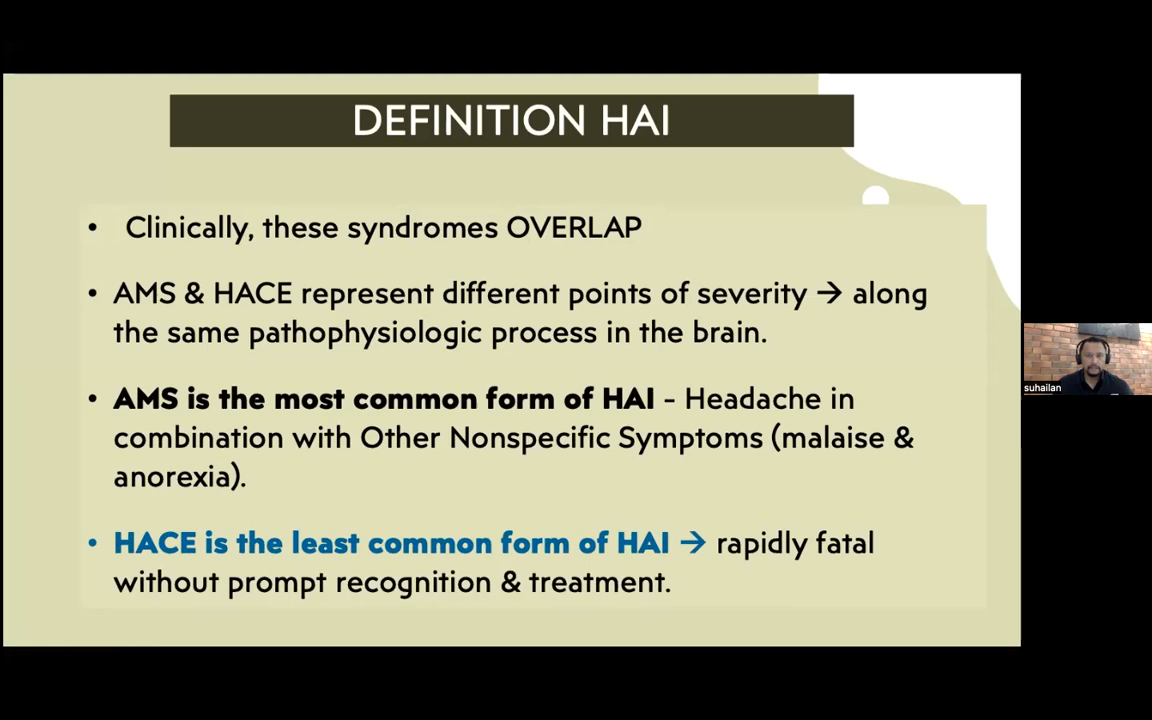 DEFINITION HAI
• Clinically, these syndromes OVERLAP
• AMS & HACE represent different points of severity → along
the same pathophysiologic process in the brain.
• AMS is the most common form of HAI - Headache in
combination with Other Nonspecific Symptoms (malaise &
anorexia).
• HACE is the least common form of HAI → rapidly fatal
without prompt recognition & treatment.
suhailan